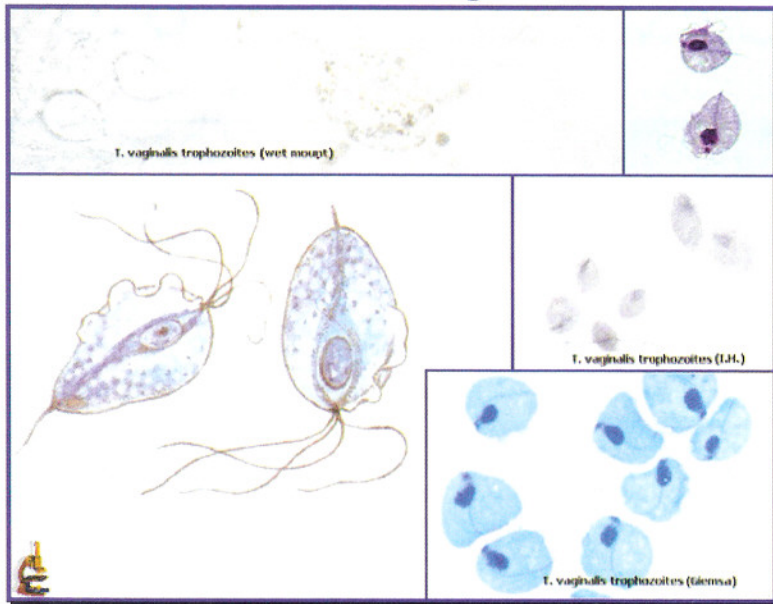 T. vaginalis trophozoites (wet mount)
T. vaginalis trophozoites (I.H.)
T. vaginalis trophozoites (Giemsa)